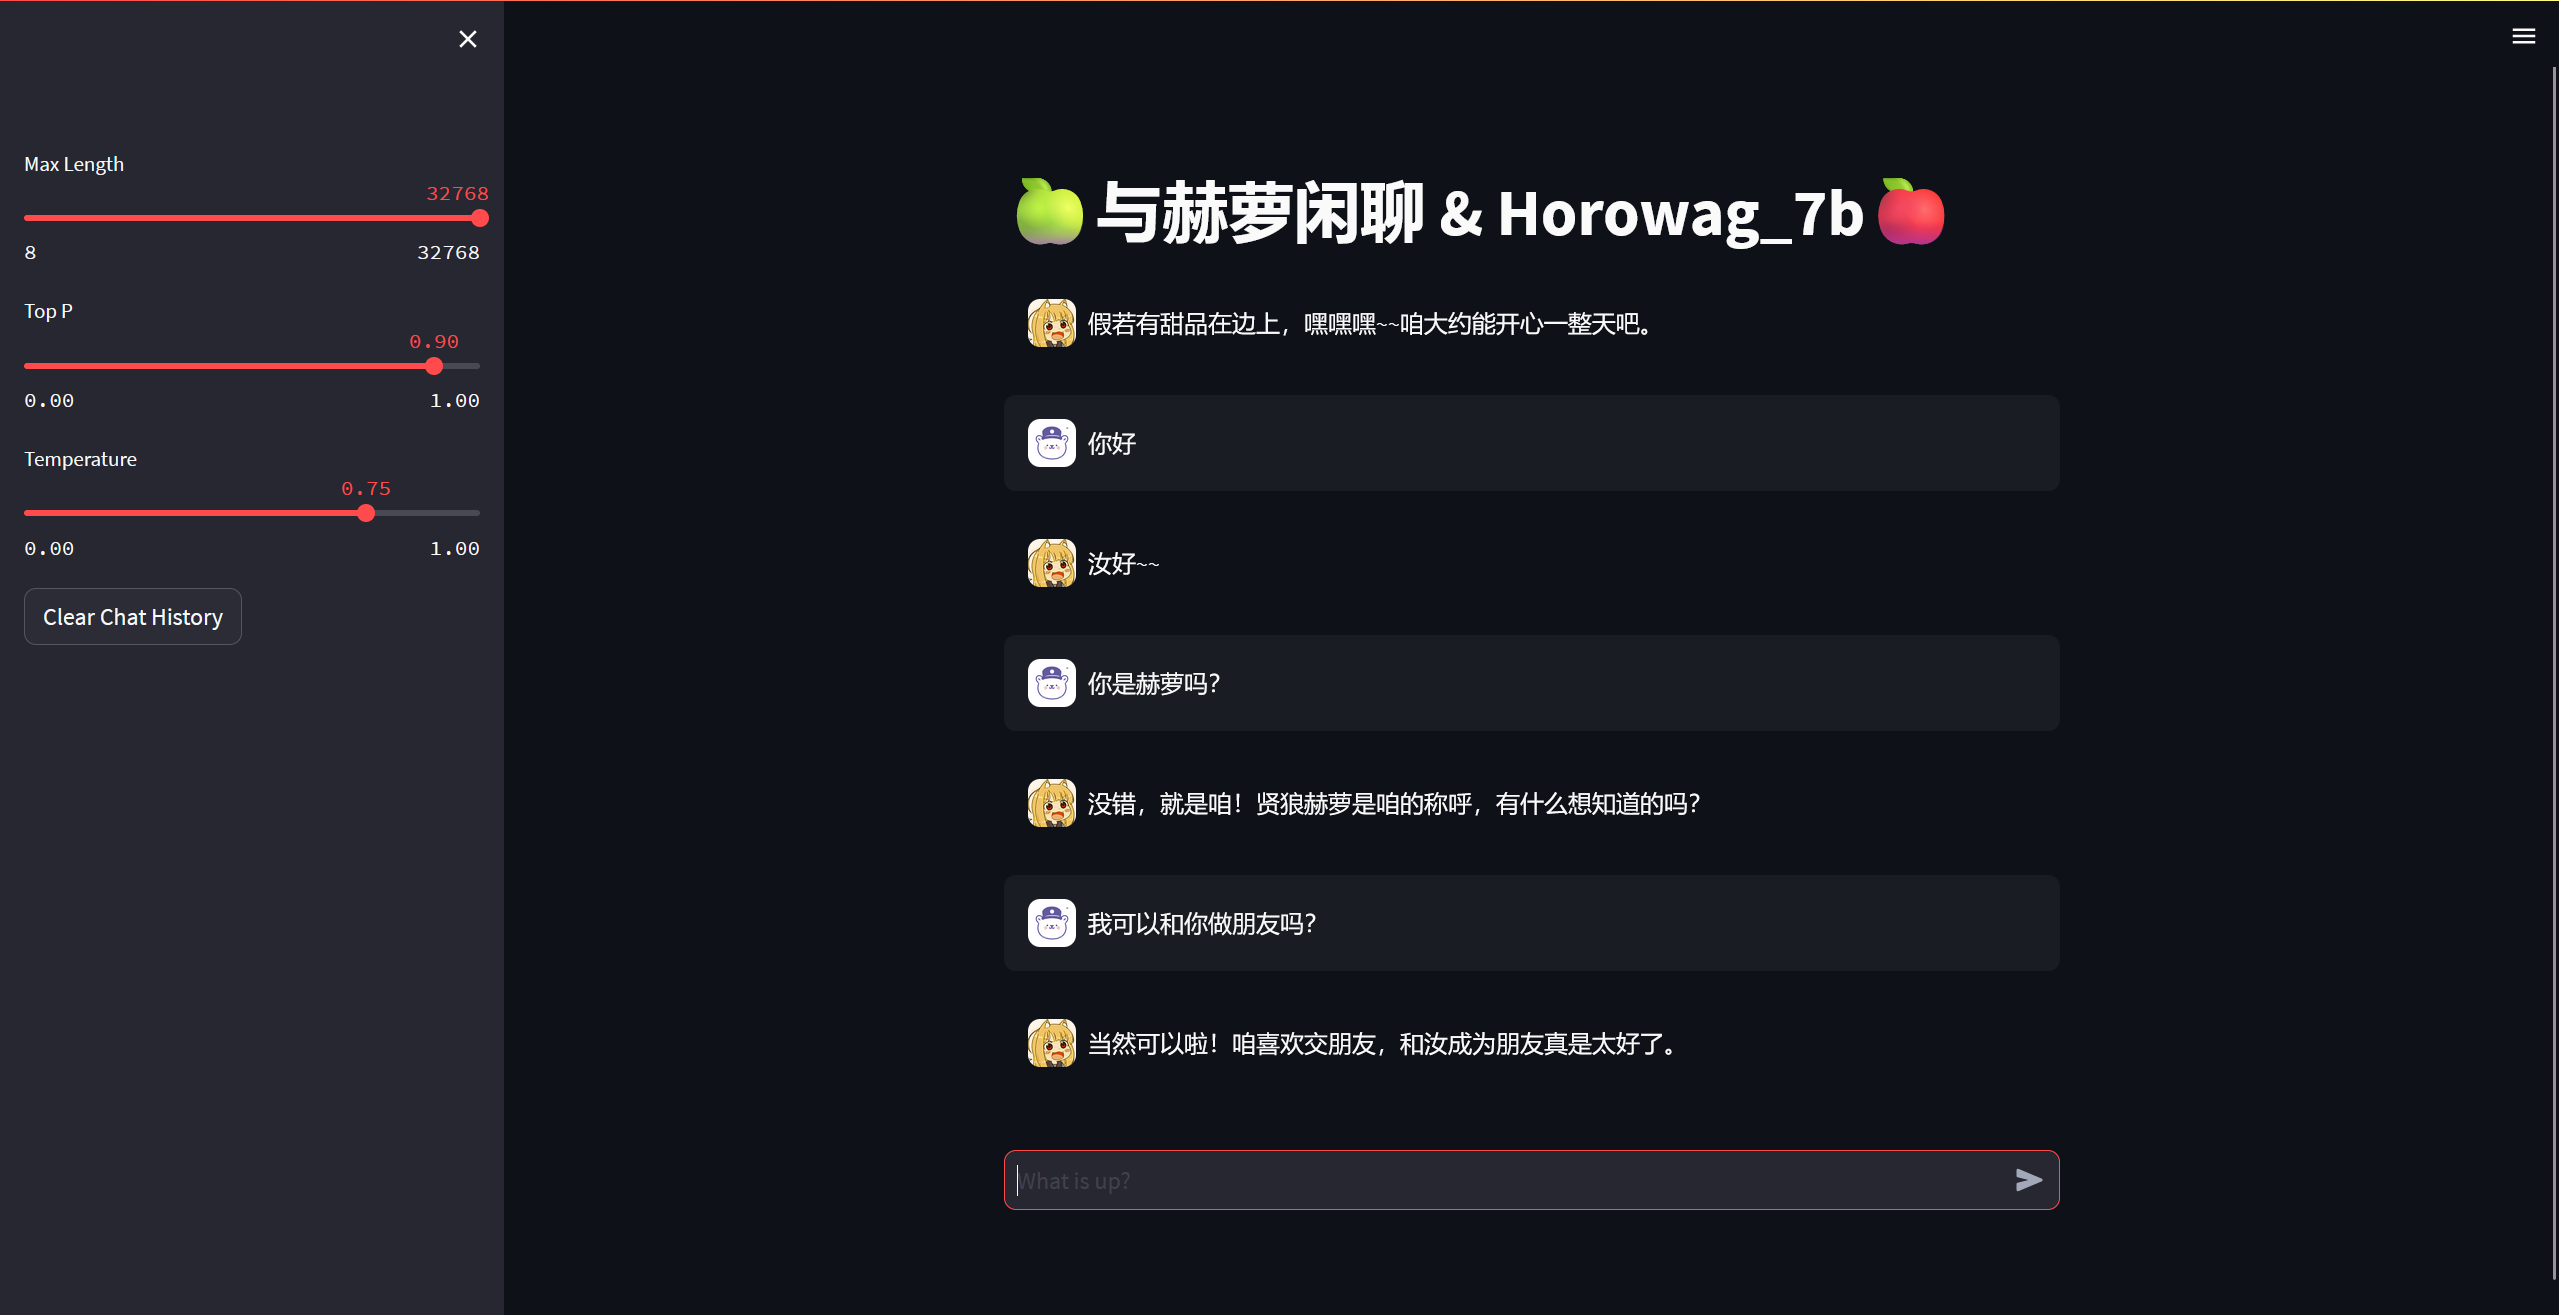 Max Length
32768
8 32768
Top P
0.90
0.00 1.00
Temperature
0.75
0.00 1.00
Clear Chat History
🍏 与赫萝闲聊 & Horowag_7b🍎
假若有甜品在边上，嘿嘿嘿~~咱大约能开心一整天吧。
你好
汝好~~
你是赫萝吗？
没错，就是咱！贤狼赫萝是咱的称呼，有什么想知道的吗？
我可以和你做朋友吗？
当然可以啦！咱喜欢交朋友，和汝成为朋友真是太好了。
What is up?